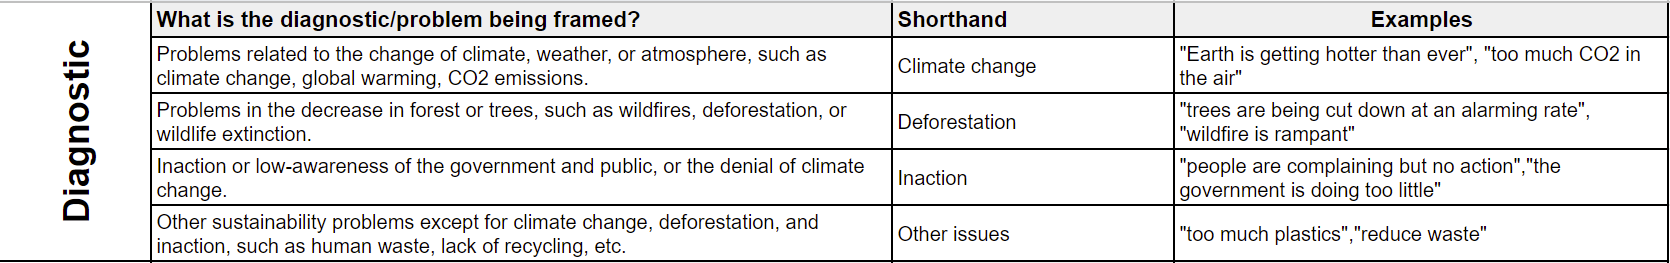 Diagnostic
What is the diagnostic/problem being framed?
Shorthand
Examples
Problems related to the change of climate, weather, or atmosphere, such as
climate change, global warming, CO2 emissions.
Climate change
"Earth is getting hotter than ever", "too much CO2 in
the air"
Problems in the decrease in forest or trees, such as wildfires, deforestation, or
wildlife extinction.
Deforestation
"trees are being cut down at an alarming rate",
"wildfire is rampant"
Inaction or low-awareness of the government and public, or the denial of climate
change.
Inaction
"people are complaining but no action","the
government is doing too little"
Other sustainability problems except for climate change, deforestation, and
inaction, such as human waste, lack of recycling, etc.
Other issues
"too much plastics","reduce waste"